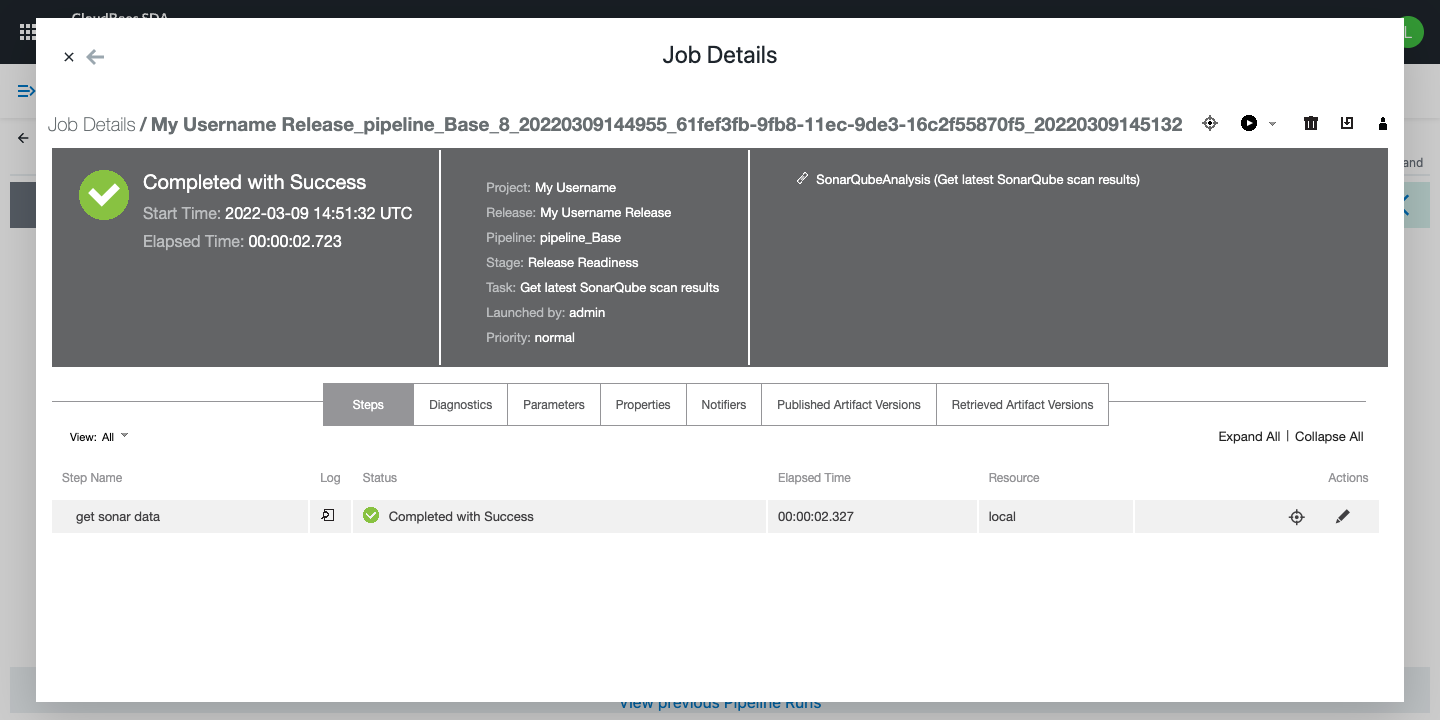 CloudBees SDA
L
Job Details
Job Details / My Username Release_pipeline_Base_8_20220309144955_61fef3fb-9fb8-11ec-9de3-16c2f55870f5_20220309145132
and
Completed with Success
Start Time: 2022-03-09 14:51:32 UTC
Elapsed Time: 00:00:02.723
Project: My Username
Release: My Username Release
Pipeline: pipeline_Base
Stage: Release Readiness
Task: Get latest SonarQube scan results
Launched by: admin
Priority: normal
SonarQubeAnalysis (Get latest SonarQube scan results)
Steps Diagnostics Parameters Properties Notifiers Published Artifact Versions Retrieved Artifact Versions
View: All
Expand All | Collapse All
Step Name Log Status Elapsed Time Resource Actions
get sonar data Completed with Success 00:00:02.327 local
View previous Pipeline Runs